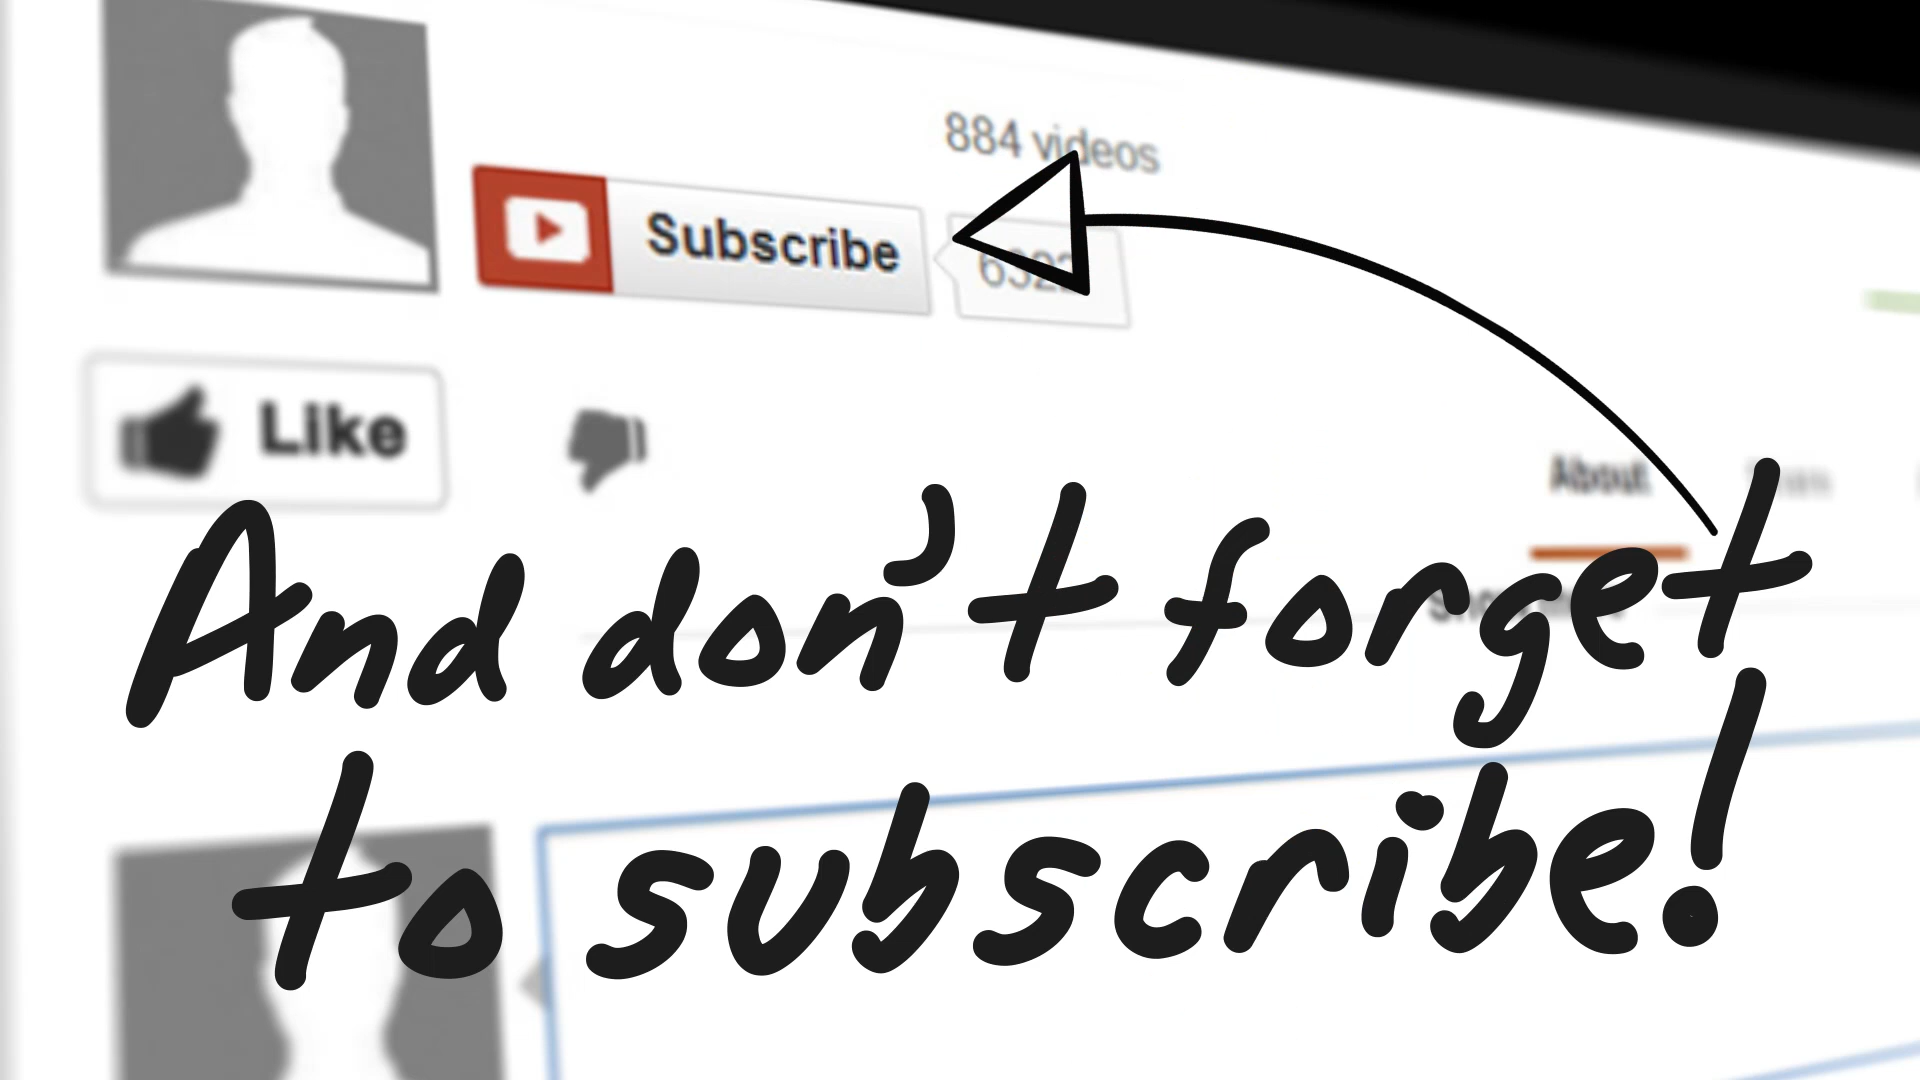 884 videos
Subscribe
Like
About
And don't forget
to subscribe!